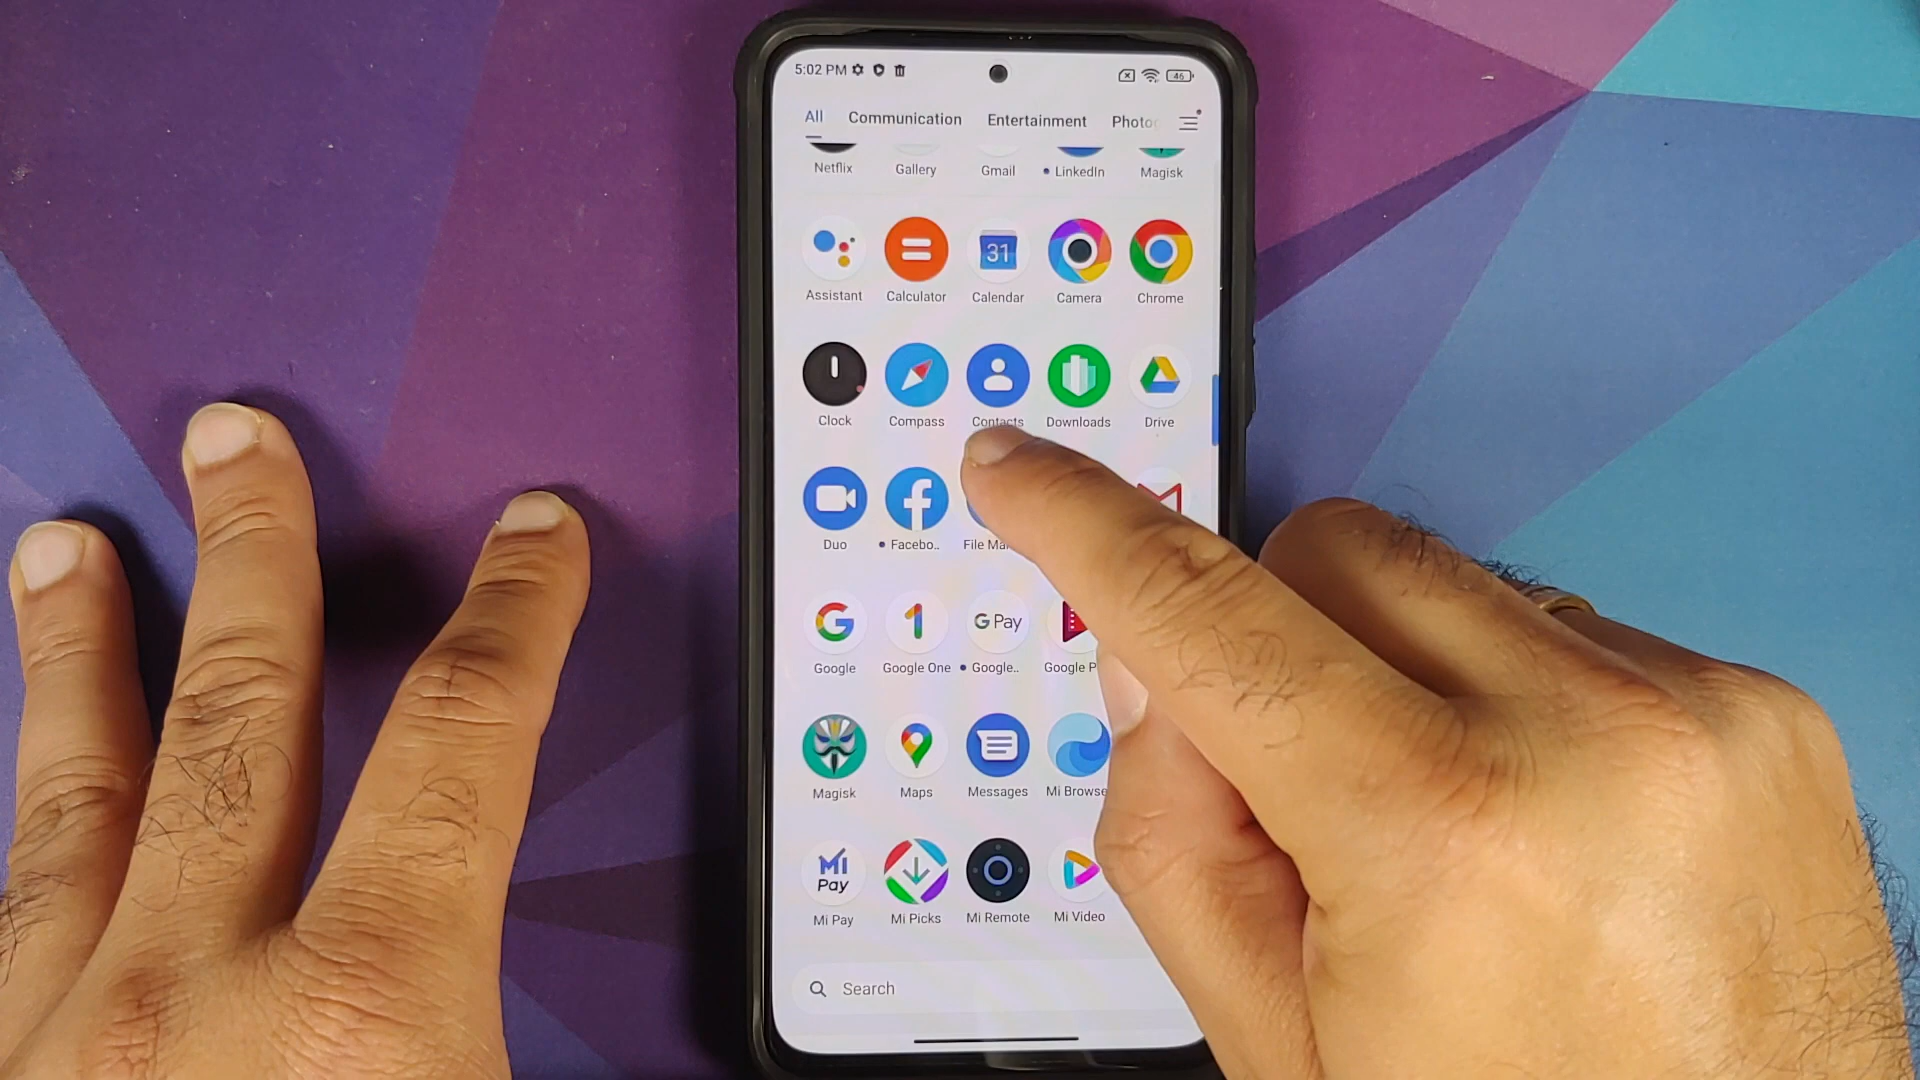 5:02 PM
46
All Communication Entertainment Photo
Netflix Gallery Gmail LinkedIn Magisk
31
Assistant Calculator Calendar Camera Chrome
Clock Compass Contacts Downloads Drive
Duo Facebo.. File Ma
G Pay
Google Google One Google.. Google P
Magisk Maps Messages Mi Browse
MI
Pay
Mi Pay Mi Picks Mi Remote Mi Video
Search